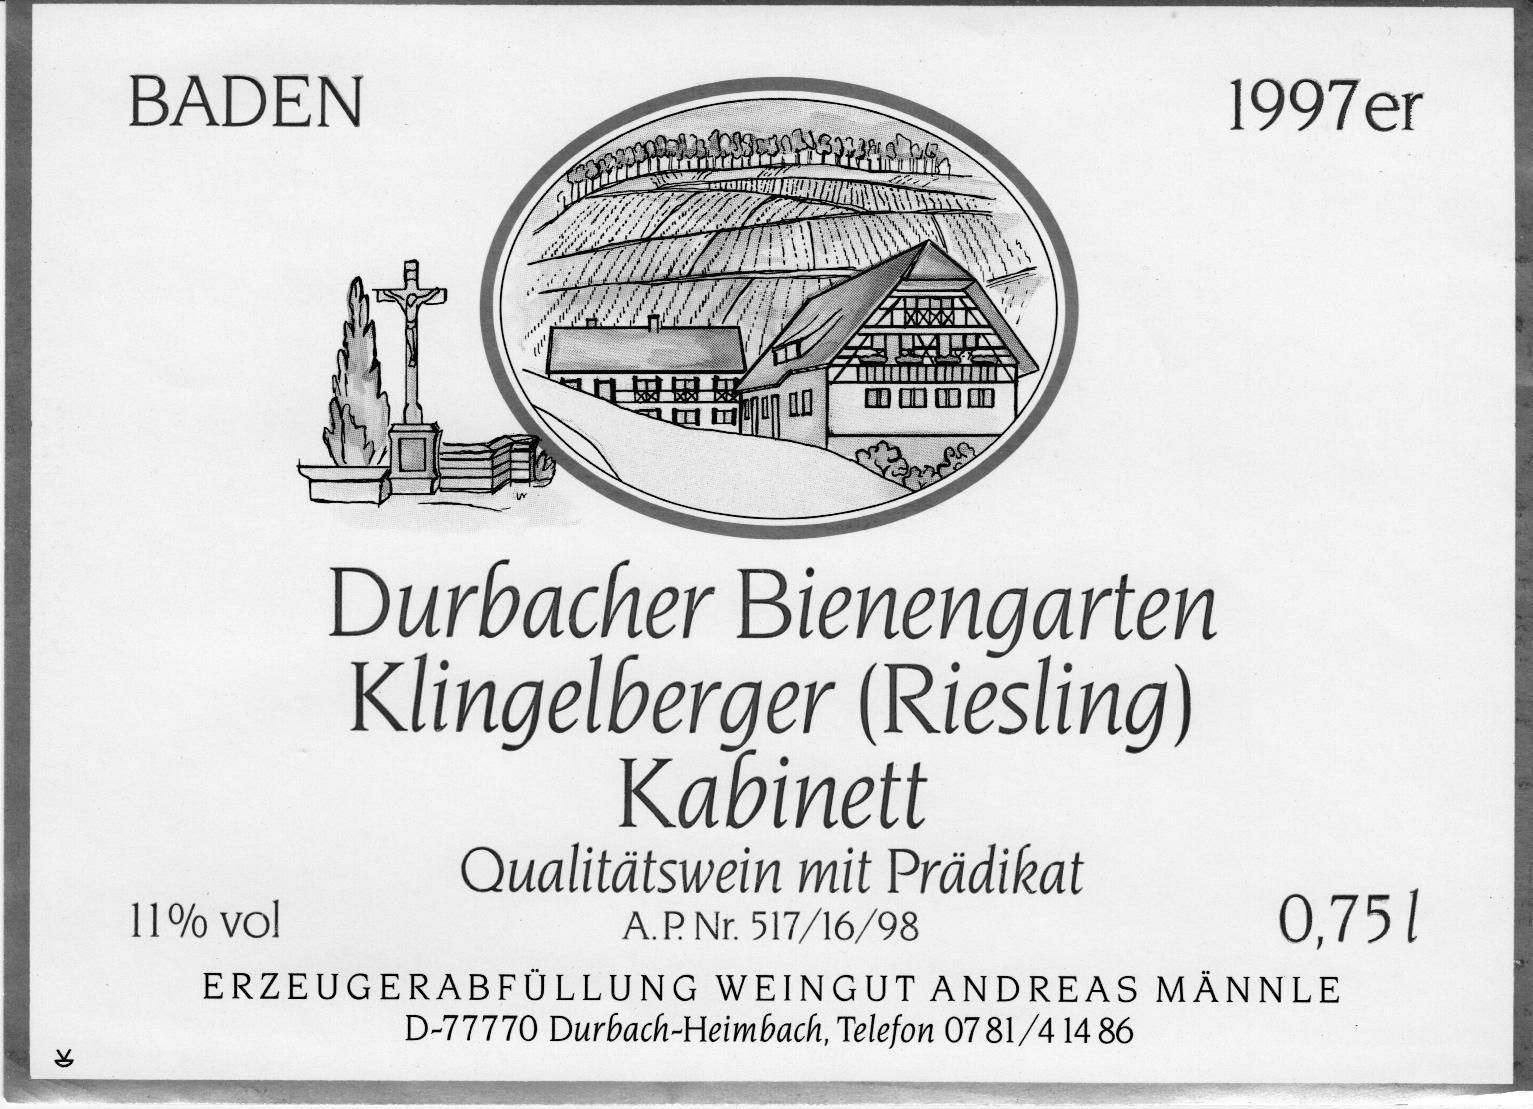 BADEN
1997er
Durbacher Bienengarten
Klingelberger (Riesling)
Kabinett
Qualitätswein mit Prädikat
11% vol
A.P. Nr. 517/16/98
0,75 l
ERZEUGERABFÜLLUNG WEINGUT ANDREAS MÄNNLE
D-77770 Durbach-Heimbach, Telefon 07 81/4 14 86